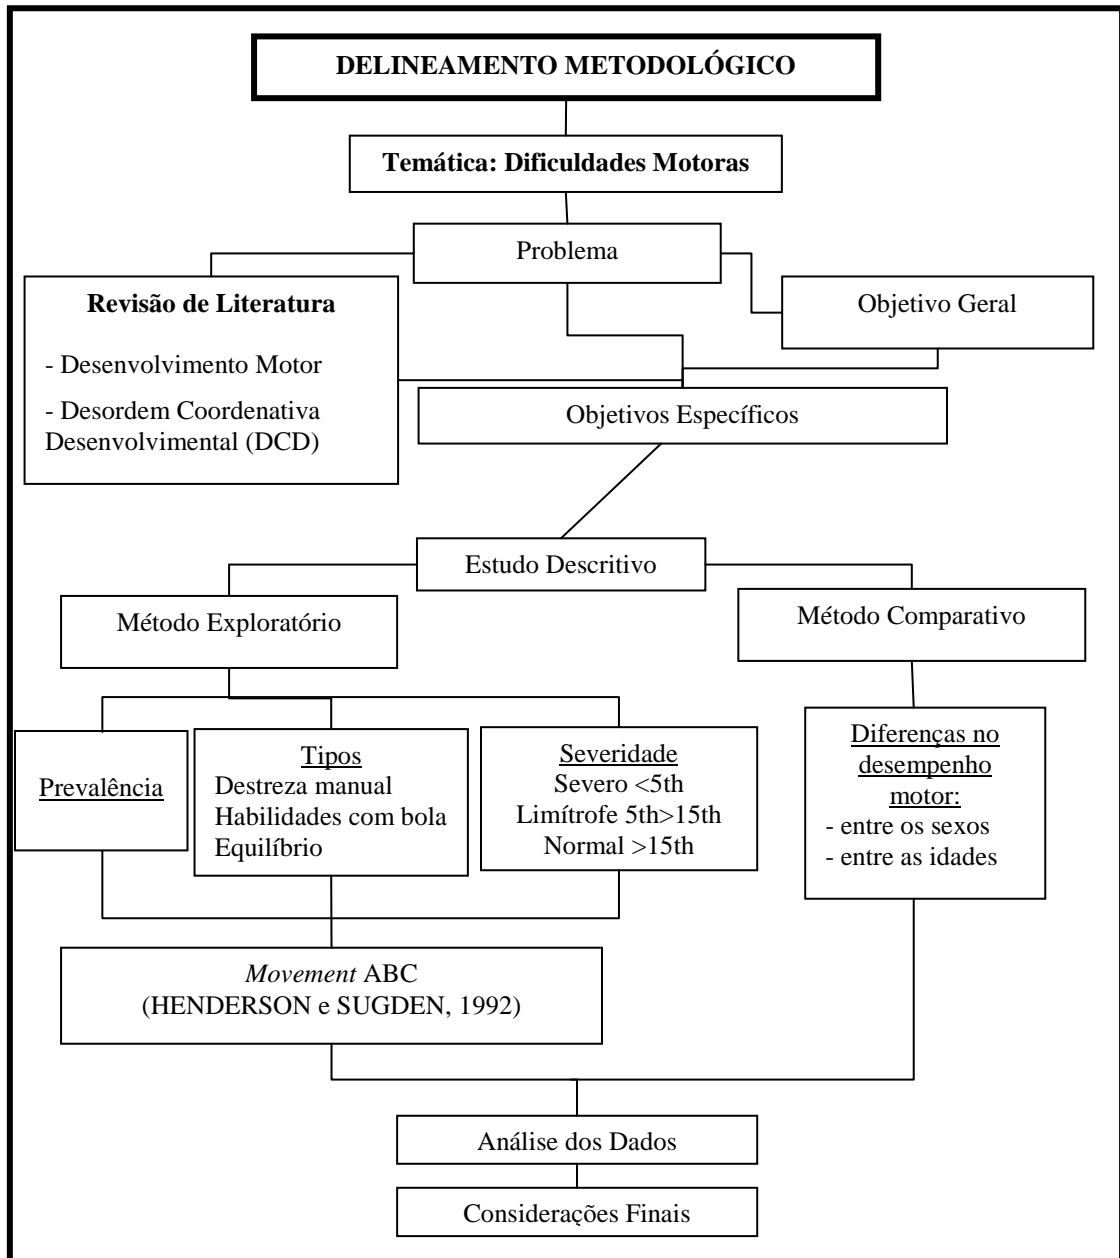 DELINEAMENTO METODOLÓGICO
Temática: Dificuldades Motoras
Problema
Revisão de Literatura
- Desenvolvimento Motor
- Desordem Coordenativa
Desenvolvimental (DCD)
Objetivo Geral
Objetivos Específicos
Estudo Descritivo
Método Exploratório
Método Comparativo
Prevalência
Tipos
Destreza manual
Habilidades com bola
Equilíbrio
Severidade
Severo <5th
Limítrofe 5th>15th
Normal >15th
Diferenças no
desempenho
motor:
- entre os sexos
- entre as idades
Movement ABC
(HENDERSON e SUGDEN, 1992)
Análise dos Dados
Considerações Finais